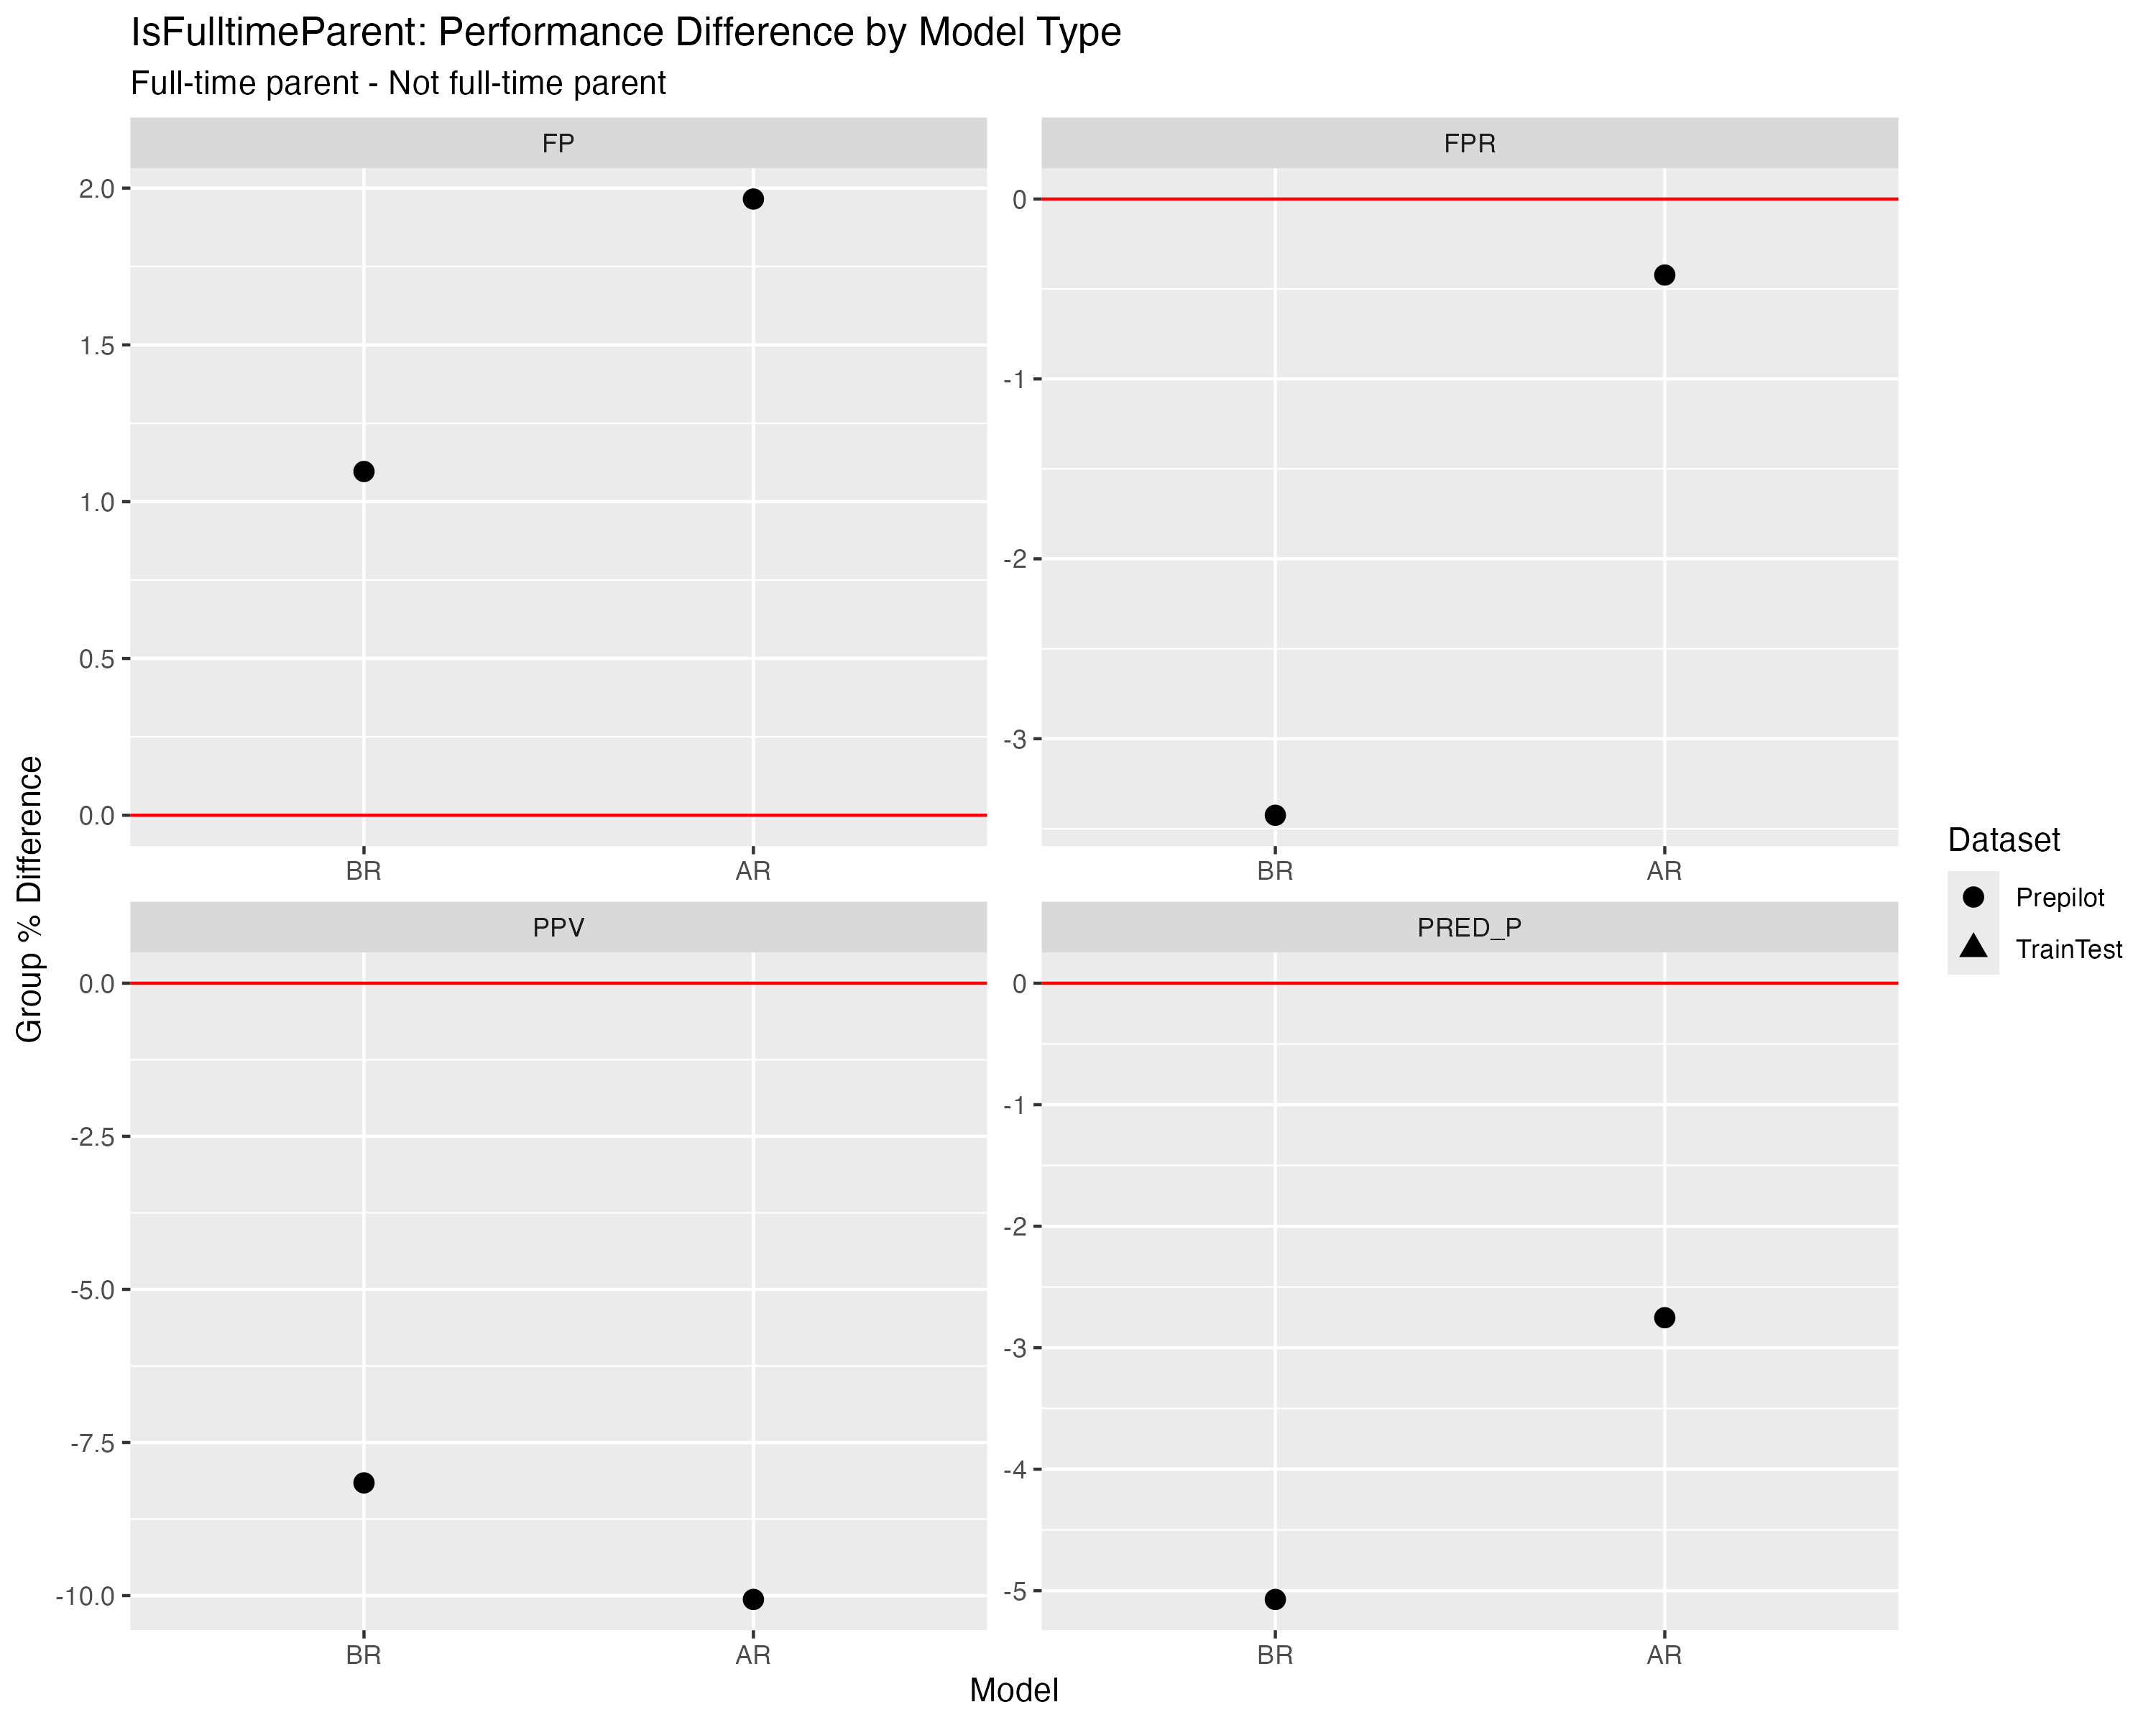 IsFulltimeParent: Performance Difference by Model Type
Full-time parent - Not full-time parent
FP
2.0
1.5
1.0
0.5
0.0
BR
AR
FPR
0
-1
-2
-3
BR
AR
PPV
0.0
-2.5
-5.0
-7.5
-10.0
BR
AR
PRED_P
0
-1
-2
-3
-4
-5
BR
AR
Group % Difference
Model
Dataset
Prepilot
TrainTest